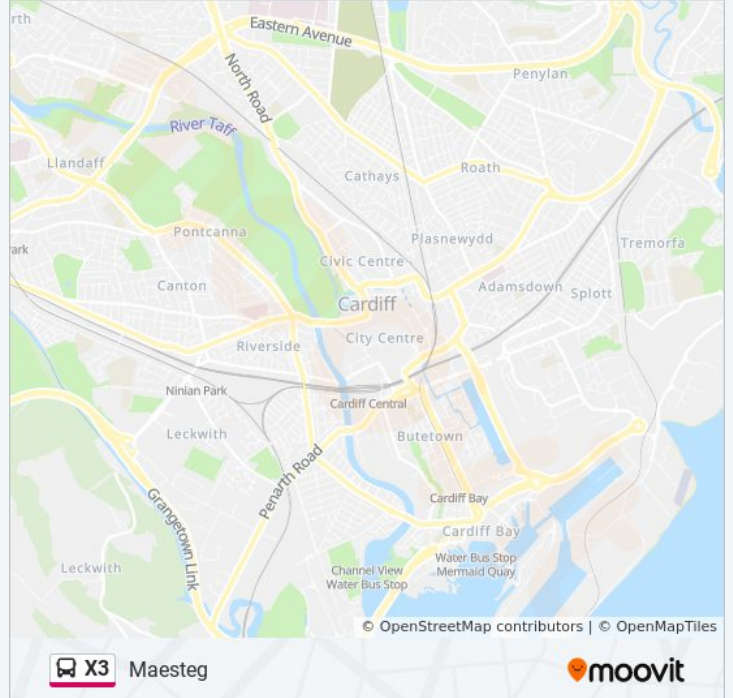 rth
Eastern Avenue
North Road
Penylan
River Taff
Llandaff
Cathays
Roath
Pontcanna
Plasnewydd
Tremorfa
ark
Civic Centre
Canton
Adamsdown
Splott
Cardiff
City Centre
Riverside
Ninian Park
Cardiff Central
Leckwith
Butetown
Penarth Road
Grangetown Link
Cardiff Bay
Cardiff Bay
Water Bus Stop
Mermaid Quay
Leckwith
Channel View
Water Bus Stop
© OpenStreetMap contributors | © OpenMapTiles
X3 Maesteg
moovit